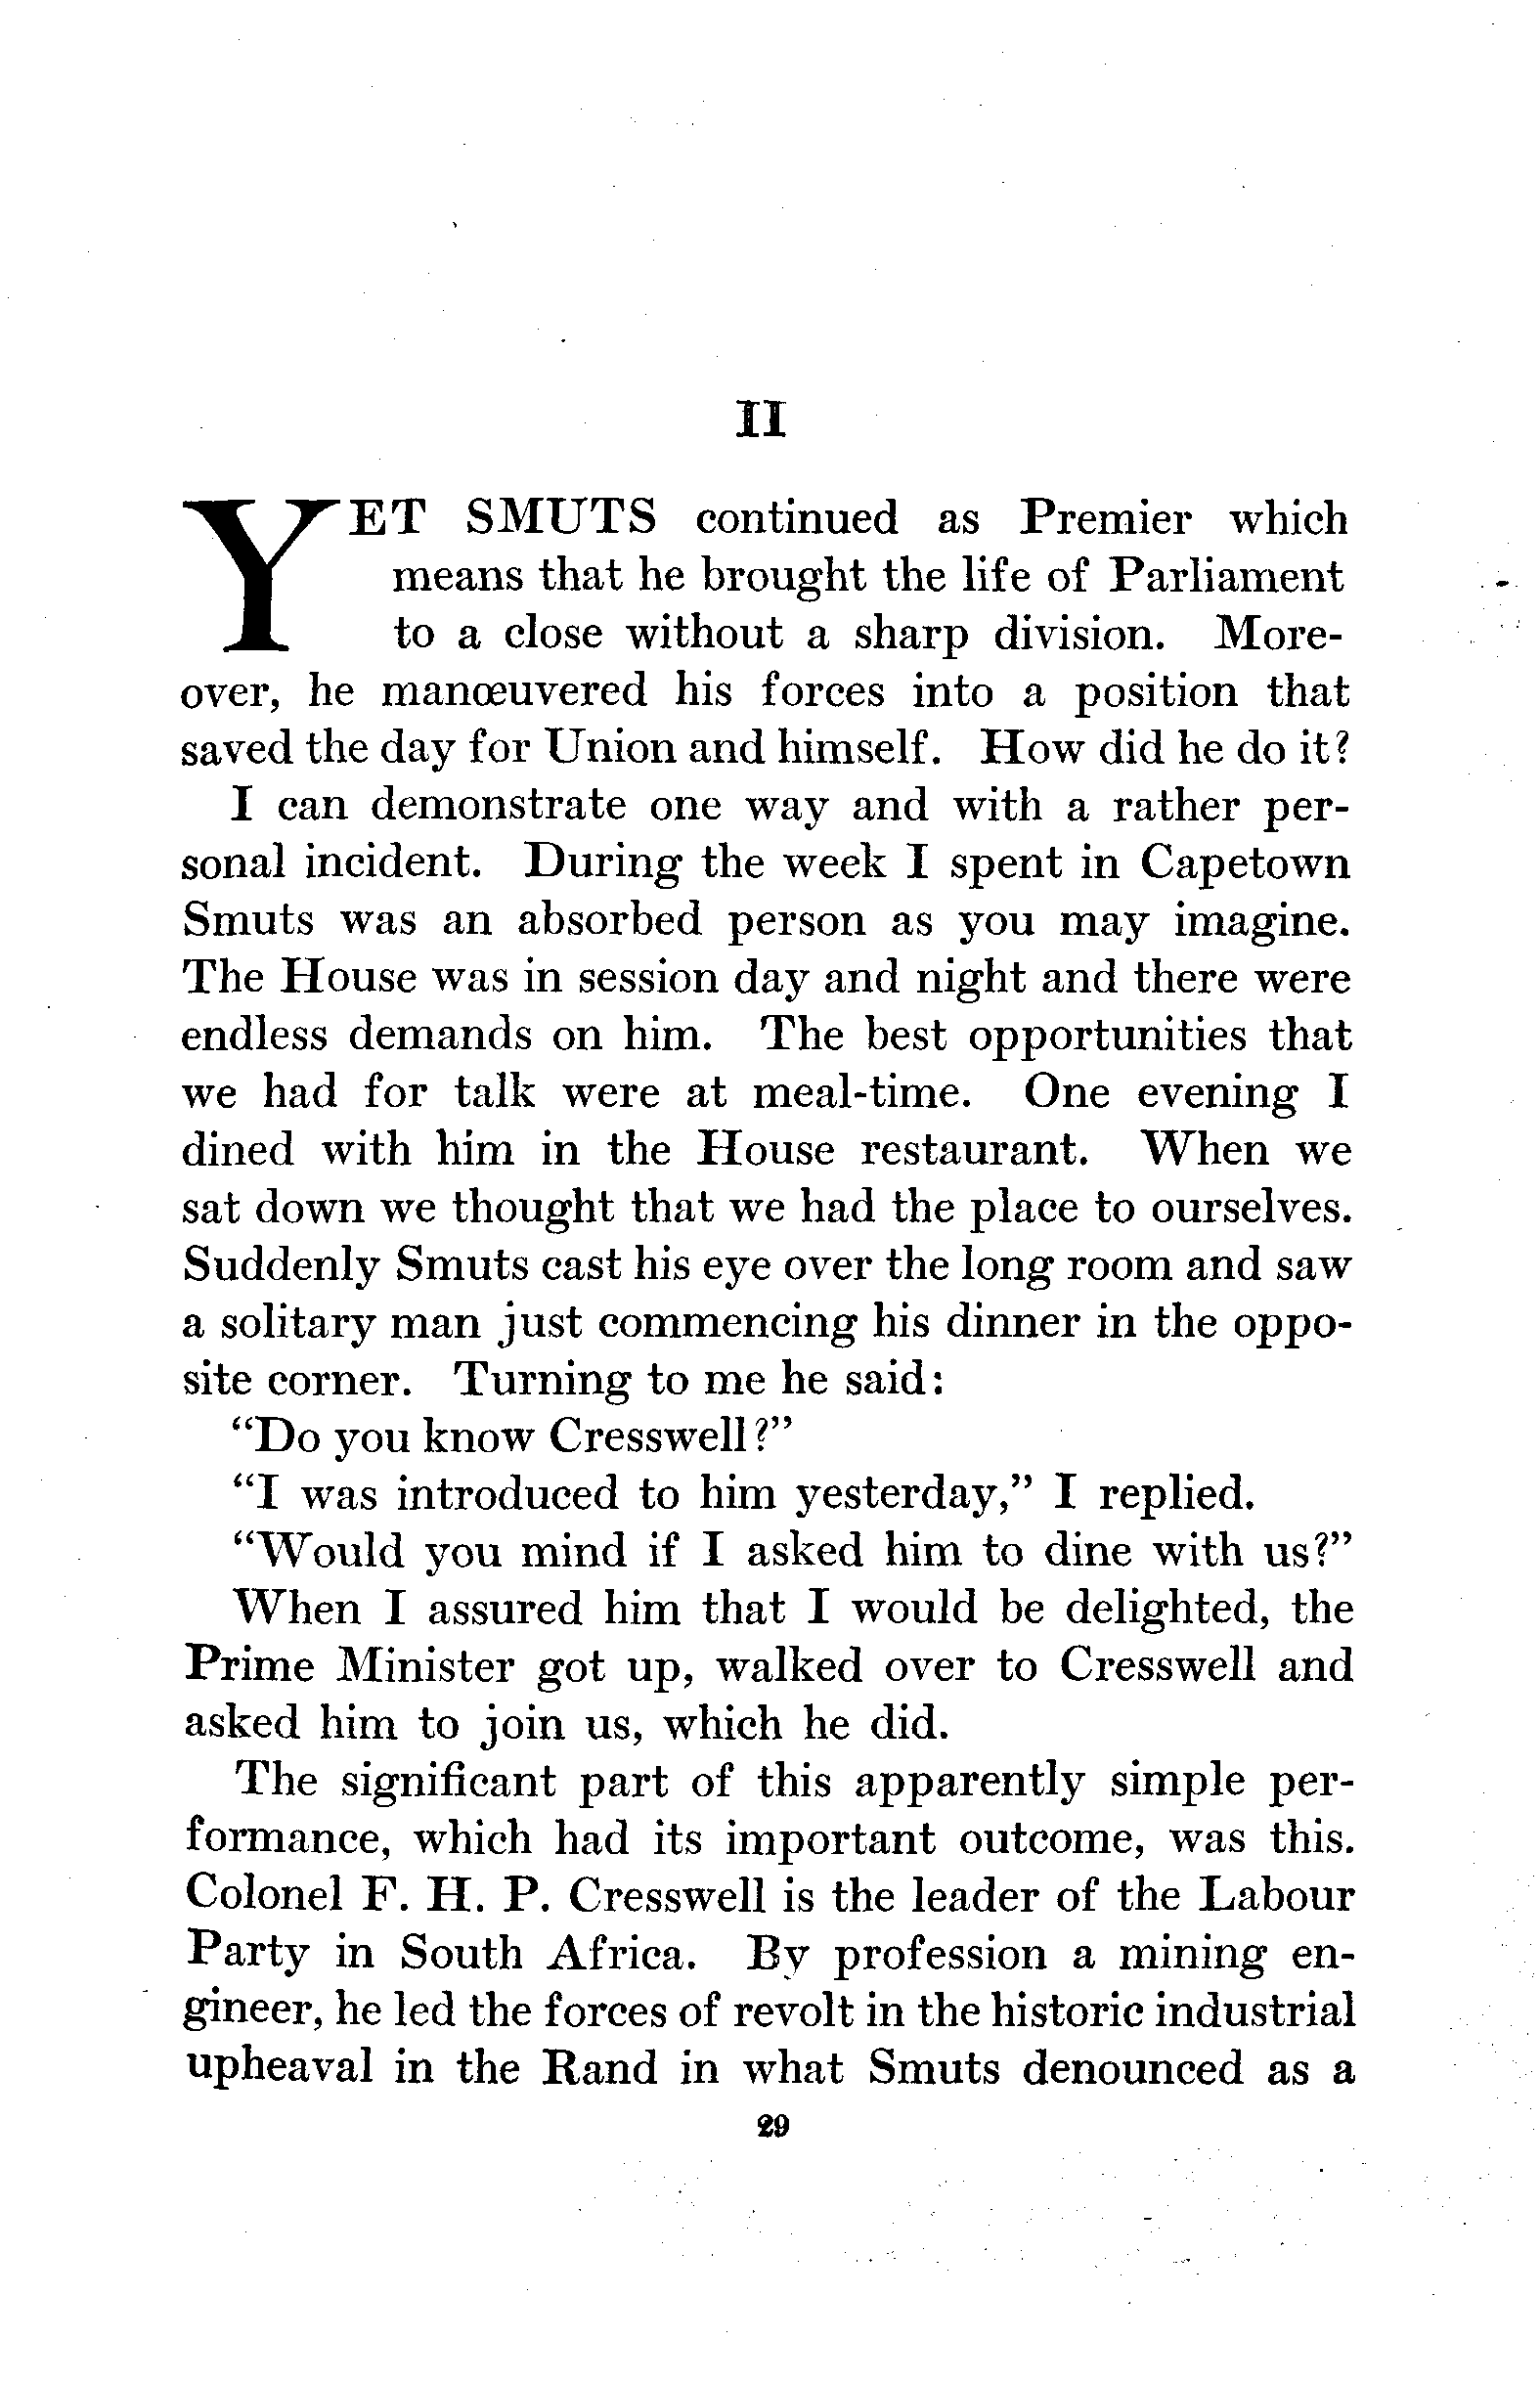 II
YET SMUTS continued as Premier which
means that he brought the life of Parliament
to a close without a sharp division. More-
over, he manœuvered his forces into a position that
saved the day for Union and himself. How did he do it?
I can demonstrate one way and with a rather per-
sonal incident. During the week I spent in Capetown
Smuts was an absorbed person as you may imagine.
The House was in session day and night and there were
endless demands on him. The best opportunities that
we had for talk were at meal-time. One evening I
dined with him in the House restaurant. When we
sat down we thought that we had the place to ourselves.
Suddenly Smuts cast his eye over the long room and saw
a solitary man just commencing his dinner in the oppo-
site corner. Turning to me he said:
“Do you know Cresswell?”
“I was introduced to him yesterday,” I replied.
“Would you mind if I asked him to dine with us?”
When I assured him that I would be delighted, the
Prime Minister got up, walked over to Cresswell and
asked him to join us, which he did.
The significant part of this apparently simple per-
formance, which had its important outcome, was this.
Colonel F. H. P. Cresswell is the leader of the Labour
Party in South Africa. By profession a mining en-
gineer, he led the forces of revolt in the historic industrial
upheaval in the Rand in what Smuts denounced as a
29